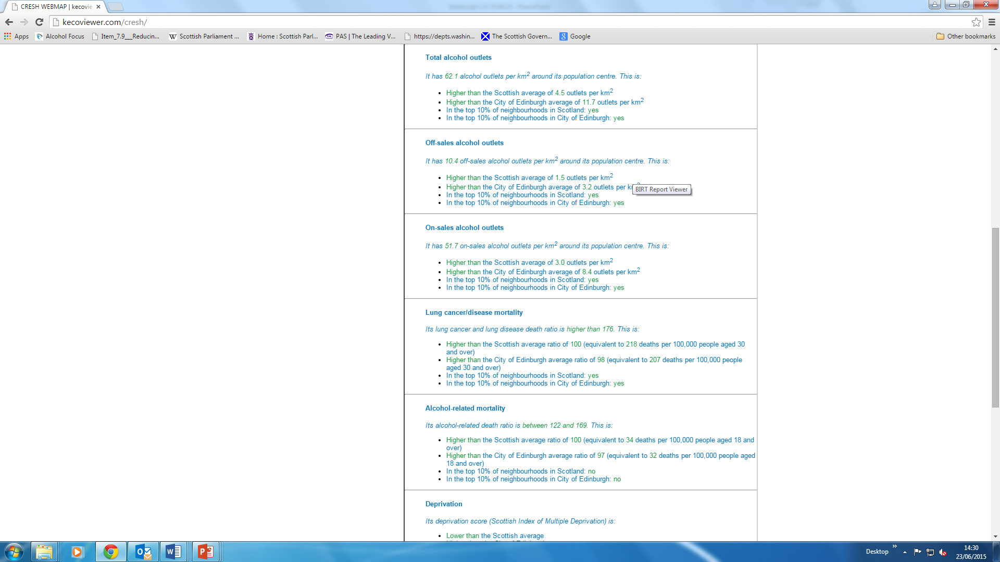 CRESH WEBMAP | kecovie
kecoviewer.com/cresh/
Apps
Alcohol Focus
Item_7.9___Reducin...
Scottish Parliament ...
Home : Scottish Parl...
PAS | The Leading V...
https://depts.washin...
The Scottish Govern...
Google
Other bookmarks
Total alcohol outlets
It has 62.1 alcohol outlets per km2 around its population centre. This is:
Higher than the Scottish average of 4.5 outlets per km2
Higher than the City of Edinburgh average of 11.7 outlets per km2
In the top 10% of neighbourhoods in Scotland: yes
In the top 10% of neighbourhoods in City of Edinburgh: yes
Off-sales alcohol outlets
It has 10.4 off-sales alcohol outlets per km2 around its population centre. This is:
Higher than the Scottish average of 1.5 outlets per km2
Higher than the City of Edinburgh average of 3.2 outlets per
BIRT Report Viewer
In the top 10% of neighbourhoods in Scotland: yes
In the top 10% of neighbourhoods in City of Edinburgh: yes
On-sales alcohol outlets
It has 51.7 on-sales alcohol outlets per km2 around its population centre. This is:
Higher than the Scottish average of 3.0 outlets per km2
Higher than the City of Edinburgh average of 8.4 outlets per km2
In the top 10% of neighbourhoods in Scotland: yes
In the top 10% of neighbourhoods in City of Edinburgh: yes
Lung cancer/disease mortality
Its lung cancer and lung disease death ratio is higher than 176. This is:
Higher than the Scottish average ratio of 100 (equivalent to 218 deaths per 100,000 people aged 30
and over)
Higher than the City of Edinburgh average ratio of 98 (equivalent to 207 deaths per 100,000 people
aged 30 and over)
In the top 10% of neighbourhoods in Scotland: yes
In the top 10% of neighbourhoods in City of Edinburgh: yes
Alcohol-related mortality
Its alcohol-related death ratio is between 122 and 169. This is:
Higher than the Scottish average ratio of 100 (equivalent to 34 deaths per 100,000 people aged 18 and
over)
Higher than the City of Edinburgh average ratio of 97 (equivalent to 32 deaths per 100,000 people aged
18 and over)
In the top 10% of neighbourhoods in Scotland: no
In the top 10% of neighbourhoods in City of Edinburgh: no
Deprivation
Its deprivation score (Scottish Index of Multiple Deprivation) is:
Lower than the Scottish average
Desktop
14:30
23/06/2015